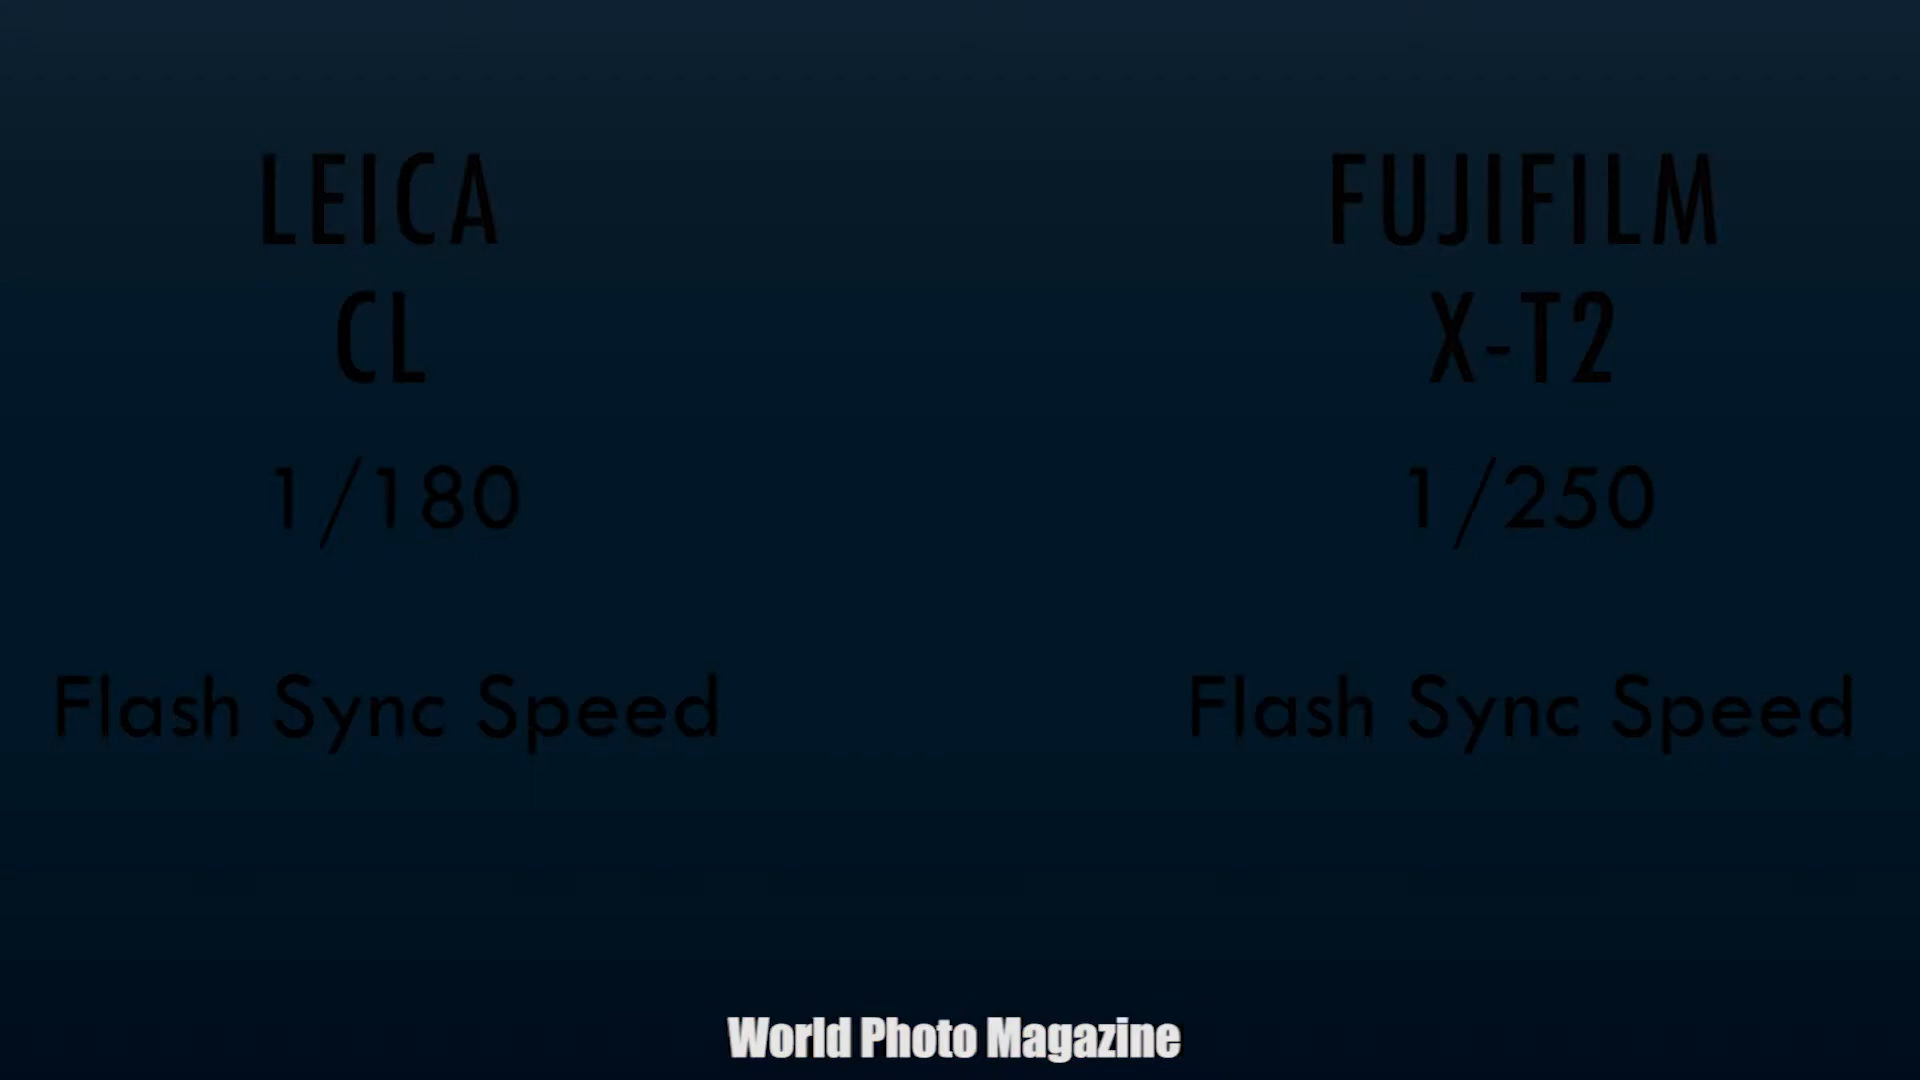 LEICA
CL
1/180
Flash Sync Speed
FUJIFILM
X-T2
1/250
Flash Sync Speed
World Photo Magazine